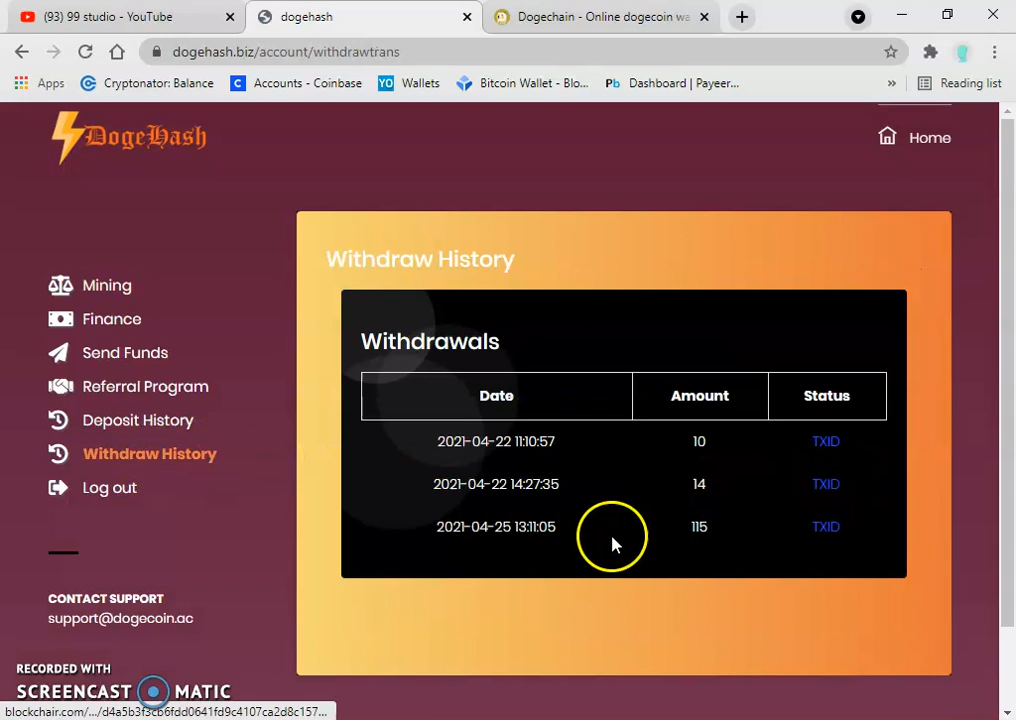 (93) 99 studio - YouTube
dogehash
Dogechain - Online dogecoin wa
dogehash.biz/account/withdrawtrans
Apps
Cryptonator: Balance
C Accounts - Coinbase
YO Wallets
Bitcoin Wallet - Blo...
Pb Dashboard | Payeer...
»
Reading list
DogeHash
Home
Withdraw History
Mining
Finance
Send Funds
Referral Program
Deposit History
Withdraw History
Log out
Withdrawals
Date Amount Status
2021-04-22 11:10:57 10 TXID
2021-04-22 14:27:35 14 TXID
2021-04-25 13:11:05 115 TXID
CONTACT SUPPORT
support@dogecoin.ac
RECORDED WITH
SCREENCAST MATIC
blockchair.com/.../d4a5b3f3cb6fdd0641fd9c4107ca2d8c157...